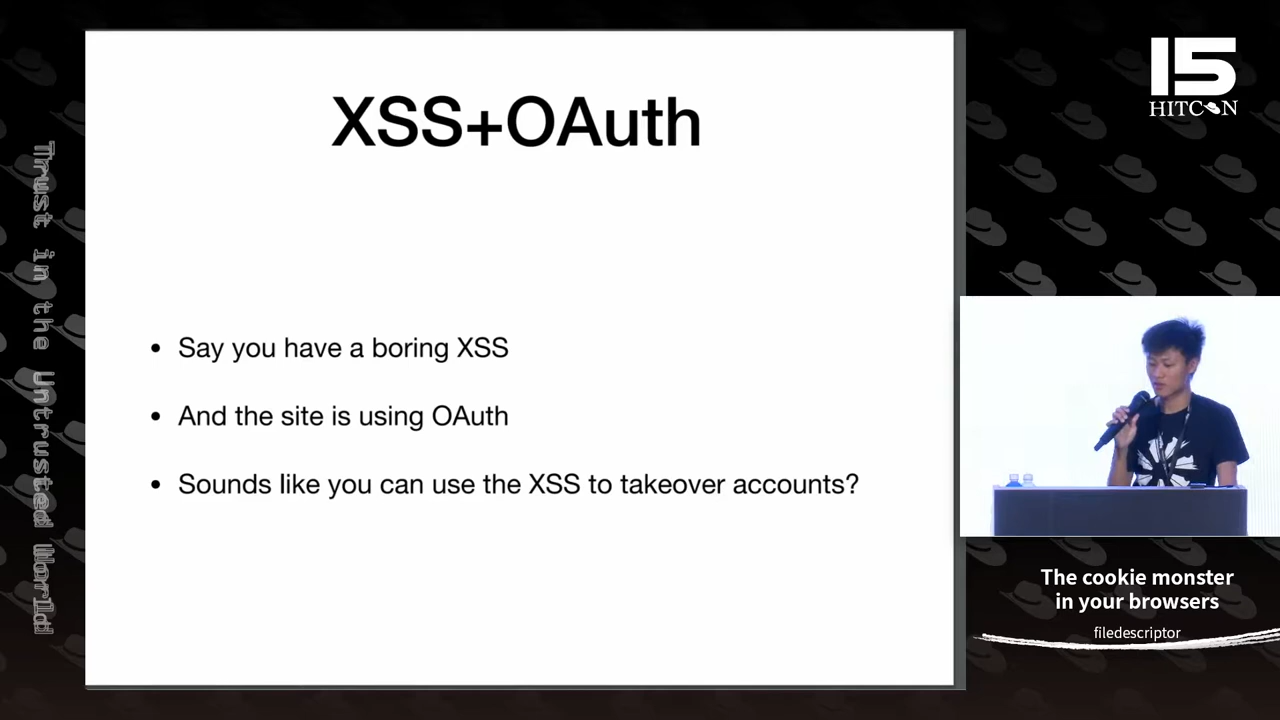 XSS+OAuth
• Say you have a boring XSS
• And the site is using OAuth
• Sounds like you can use the XSS to takeover accounts?
Thrust in the Untrusted World
15
HITCON
The cookie monster
in your browsers
filedescriptor